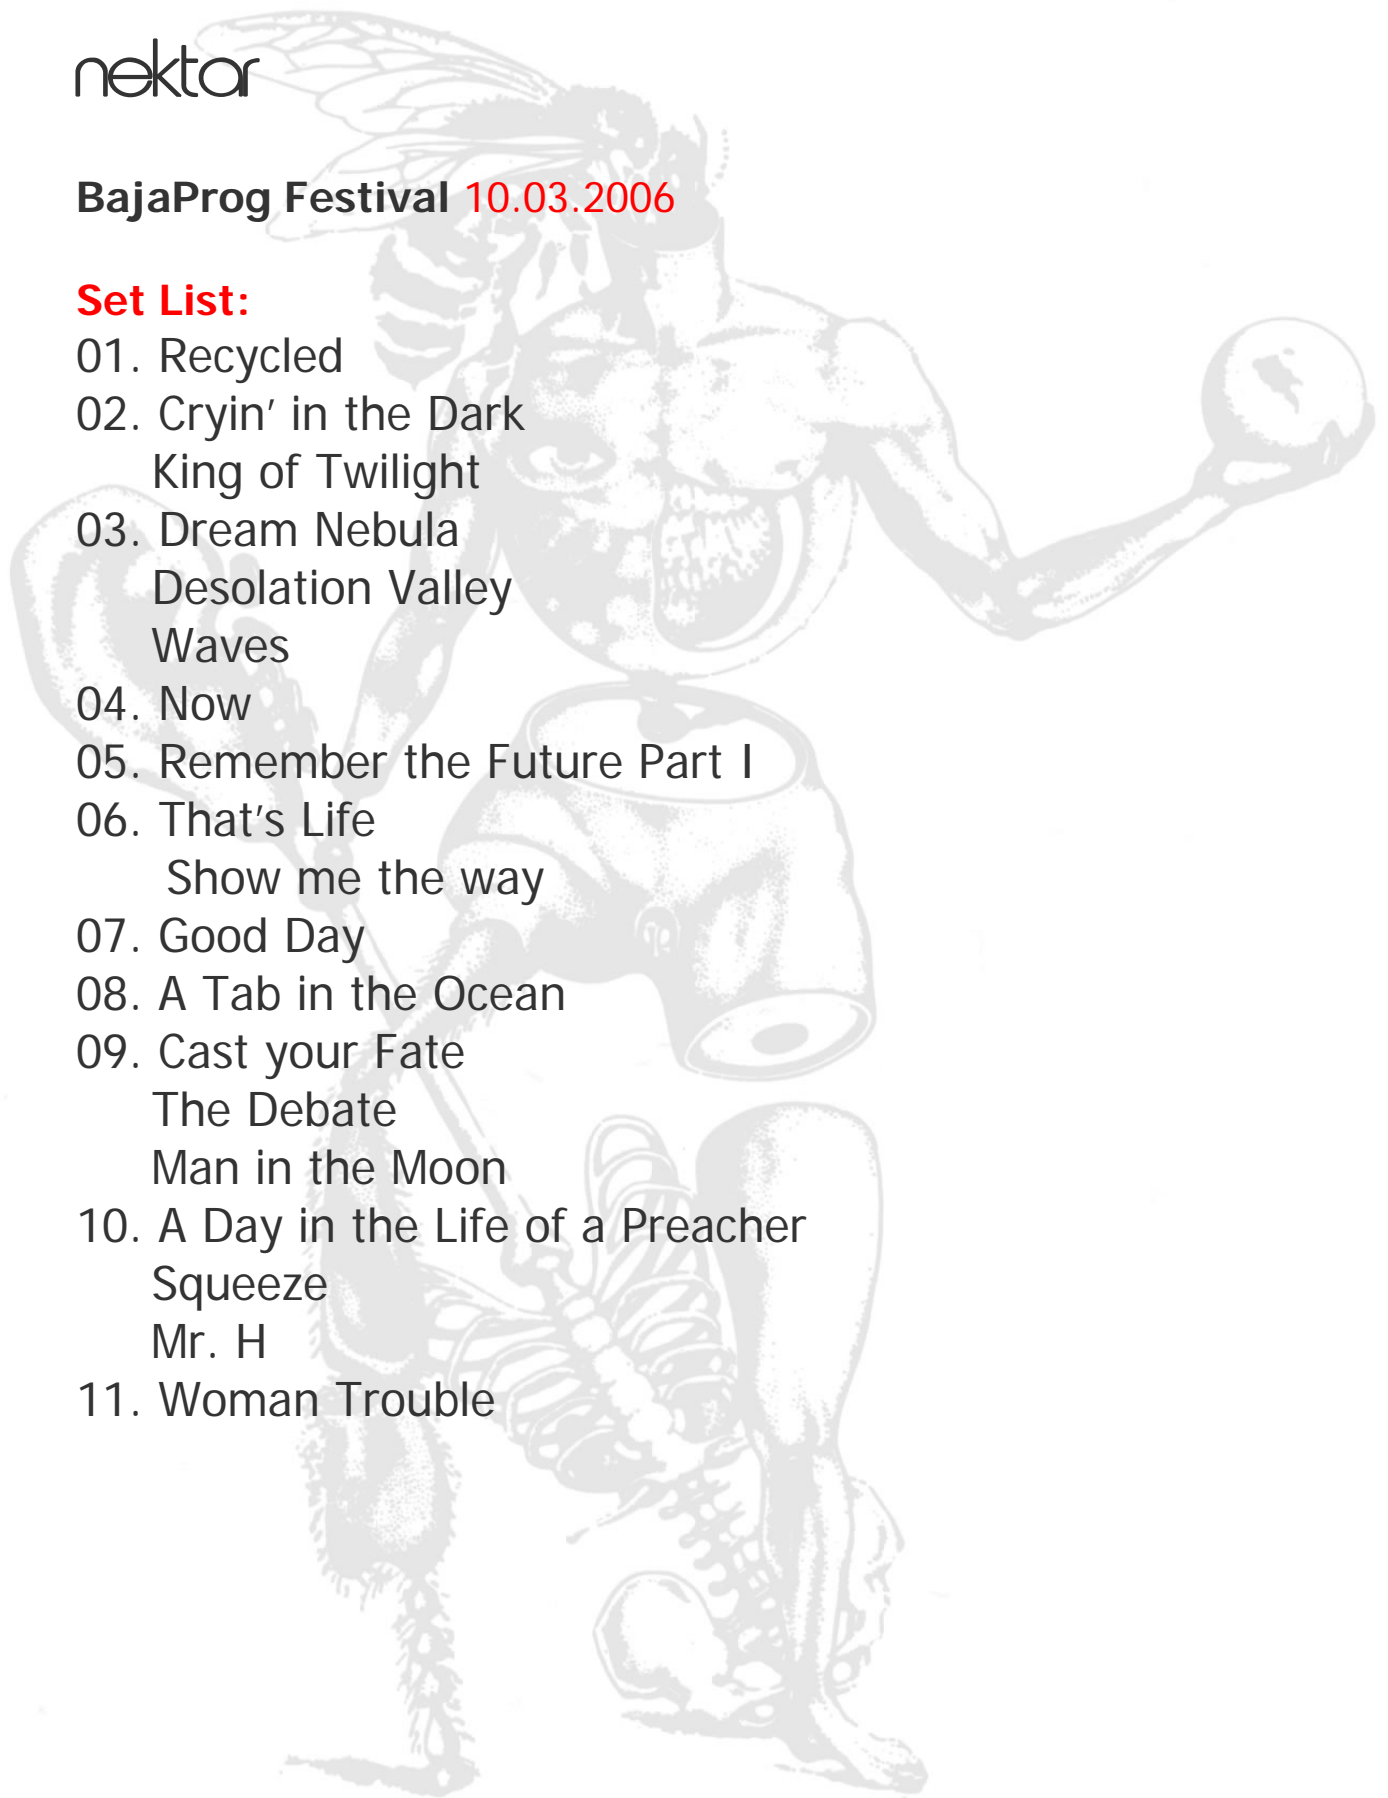 nektar
BajaProg Festival 10.03.2006
Set List:
01. Recycled
02. Cryin’ in the Dark
King of Twilight
03. Dream Nebula
Desolation Valley
Waves
04. Now
05. Remember the Future Part I
06. That’s Life
Show me the way
07. Good Day
08. A Tab in the Ocean
09. Cast your Fate
The Debate
Man in the Moon
10. A Day in the Life of a Preacher
Squeeze
Mr. H
11. Woman Trouble